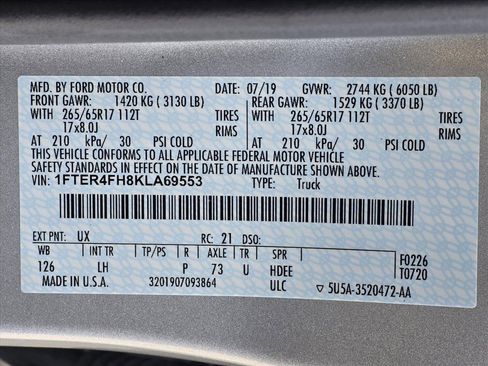 MFD. BY FORD MOTOR CO. DATE: 07/19 GVWR: 2744 KG ( 6050 LB)
FRONT GAWR: 1420 KG ( 3130 LB) REAR GAWR: 1529 KG ( 3370 LB)
WITH 265/65R17 112T TIRES WITH 265/65R17 112T TIRES
17x8.0J RIMS 17x8.0J RIMS
AT 210 kPa/ 30 PSI COLD AT 210 kPa/ 30 PSI COLD
THIS VEHICLE CONFORMS TO ALL APPLICABLE FEDERAL MOTOR VEHICLE
SAFETY STANDARDS IN EFFECT ON THE DATE OF MANUFACTURE SHOWN ABOVE.
VIN: 1FTER4FH8KLA69553 TYPE: Truck
EXT PNT: UX RC: 21 DSO:
WB INT TR TP/PS R AXLE TR SPR F0226
126 LH P 73 U HDEE T0720
MADE IN U.S.A. 3201907093864 ULC ▽ 5U5A-3520472-AA